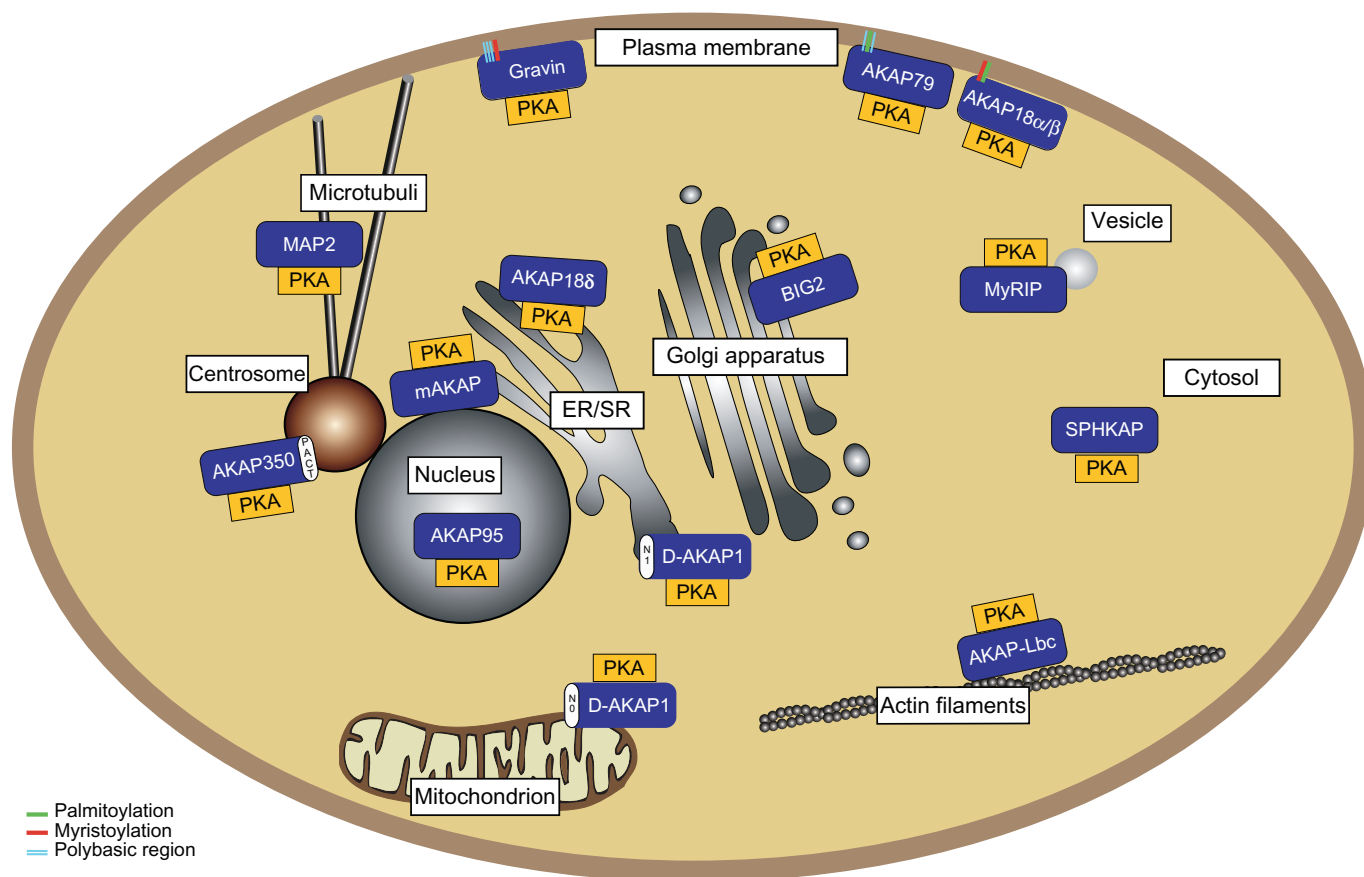 Plasma membrane
Gravin
PKA
AKAP79
PKA
AKAP18α/β
PKA
Microtubuli
MAP2
PKA
Vesicle
PKA
MyRIP
AKAP18δ
PKA
PKA
BIG2
Golgi apparatus
Centrosome
PKA
mAKAP
ER/SR
Cytosol
SPHKAP
PKA
AKAP350
PACT
PKA
Nucleus
AKAP95
PKA
N1
D-AKAP1
PKA
PKA
AKAP-Lbc
Actin filaments
PKA
N0
D-AKAP1
Mitochondrion
Palmitoylation
Myristoylation
Polybasic region